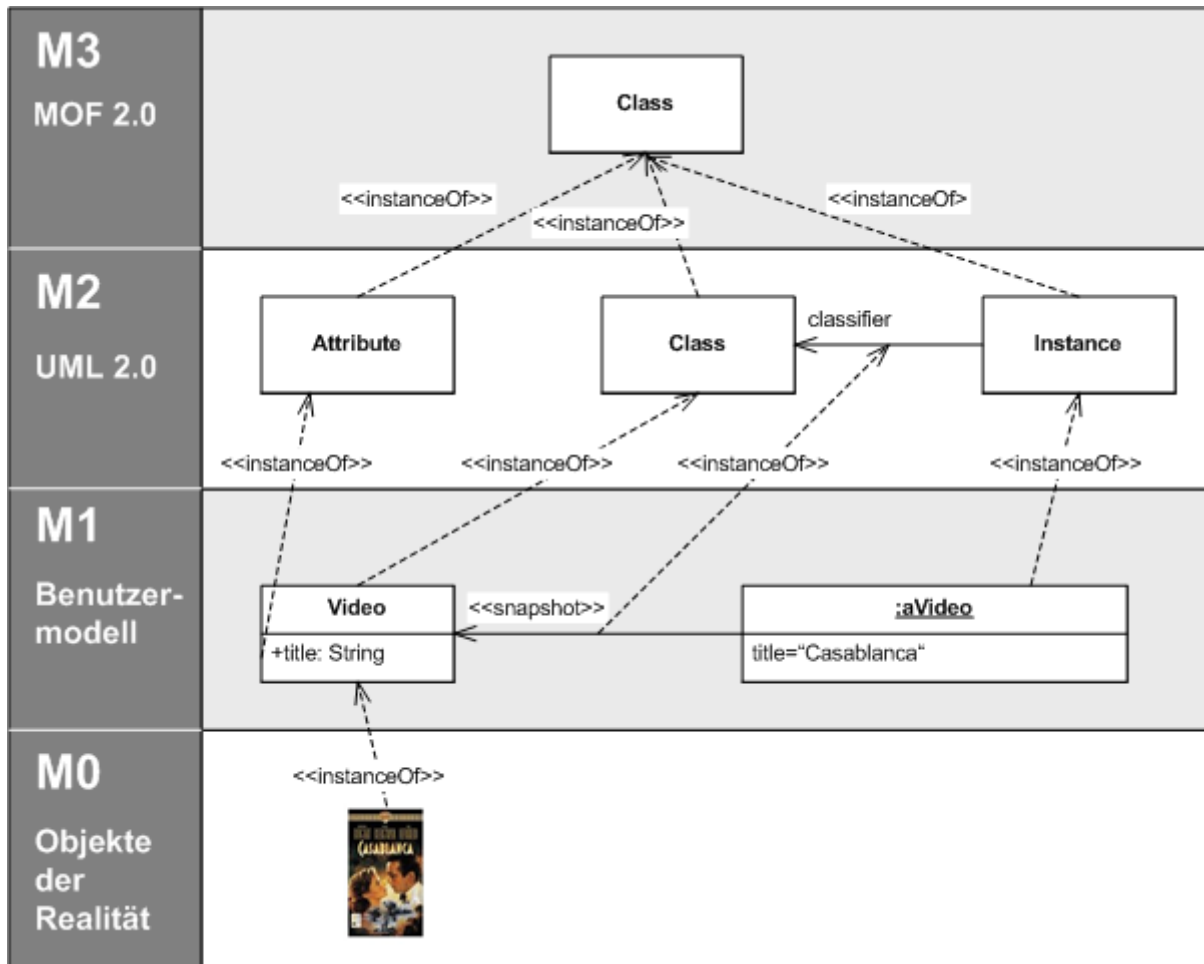 M3
MOF 2.0
Class
<<instanceOf>>
<<instanceOf>>
<<instanceOf>
M2
UML 2.0
Attribute
Class
classifier
Instance
<<instanceOf>>
<<instanceOf>>
<<instanceOf>>
<<instanceOf>>
M1
Benutzer-
modell
Video
+title: String
<<snapshot>>
:aVideo
title=“Casablanca“
M0
Objekte
der
Realität
<<instanceOf>>
CASABLANCA